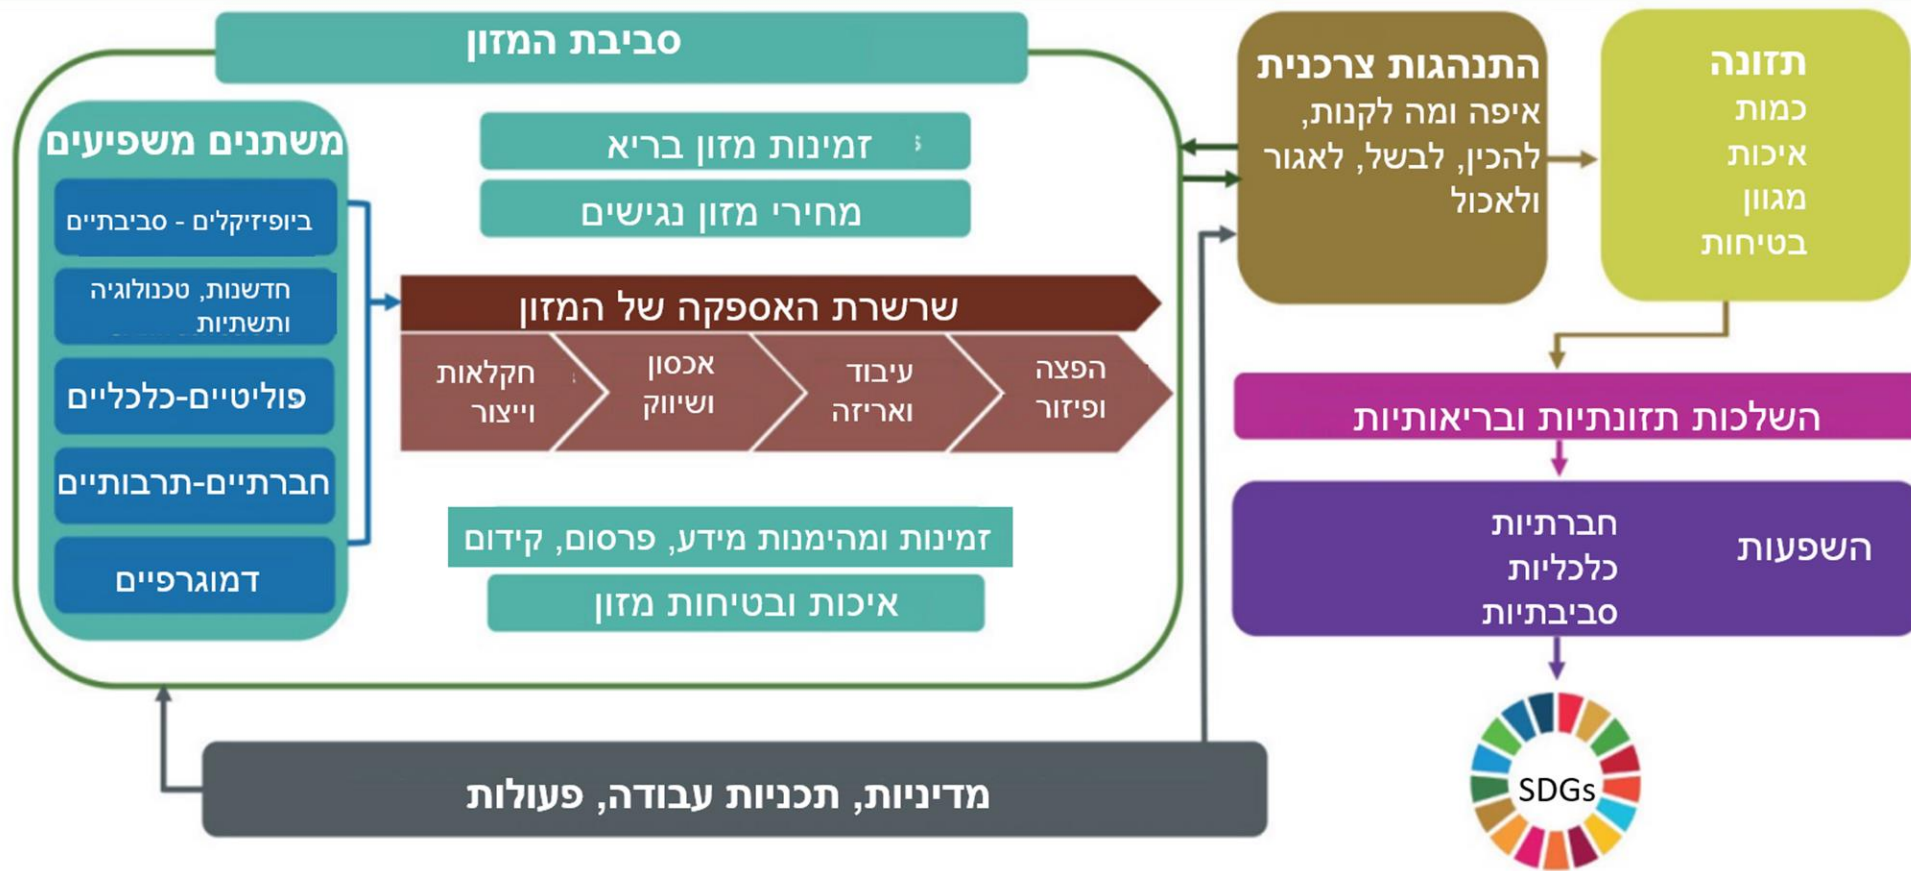 סביבת המזון
משתנים משפיעים
ביופיזיקלים - סביבתיים
חדשנות, טכנולוגיה
ותשתיות
פוליטיים-כלכליים
חברתיים-תרבותיים
דמוגרפיים
זמינות מזון בריא
מחירי מזון נגישים
שרשרת האספקה של המזון
חקלאות
וייצור
אכסון
ושיווק
עיבוד
ואריזה
הפצה
ופיזור
זמינות ומהימנות מידע, פרסום, קידום
איכות ובטיחות מזון
מדיניות, תכניות עבודה, פעולות
התנהגות צרכנית
איפה ומה לקנות,
להכין, לבשל, לאגור
ולאכול
תזונה
כמות
איכות
מגוון
בטיחות
השלכות תזונתיות ובריאותיות
השפעות
חברתיות
כלכליות
סביבתיות
SDGs